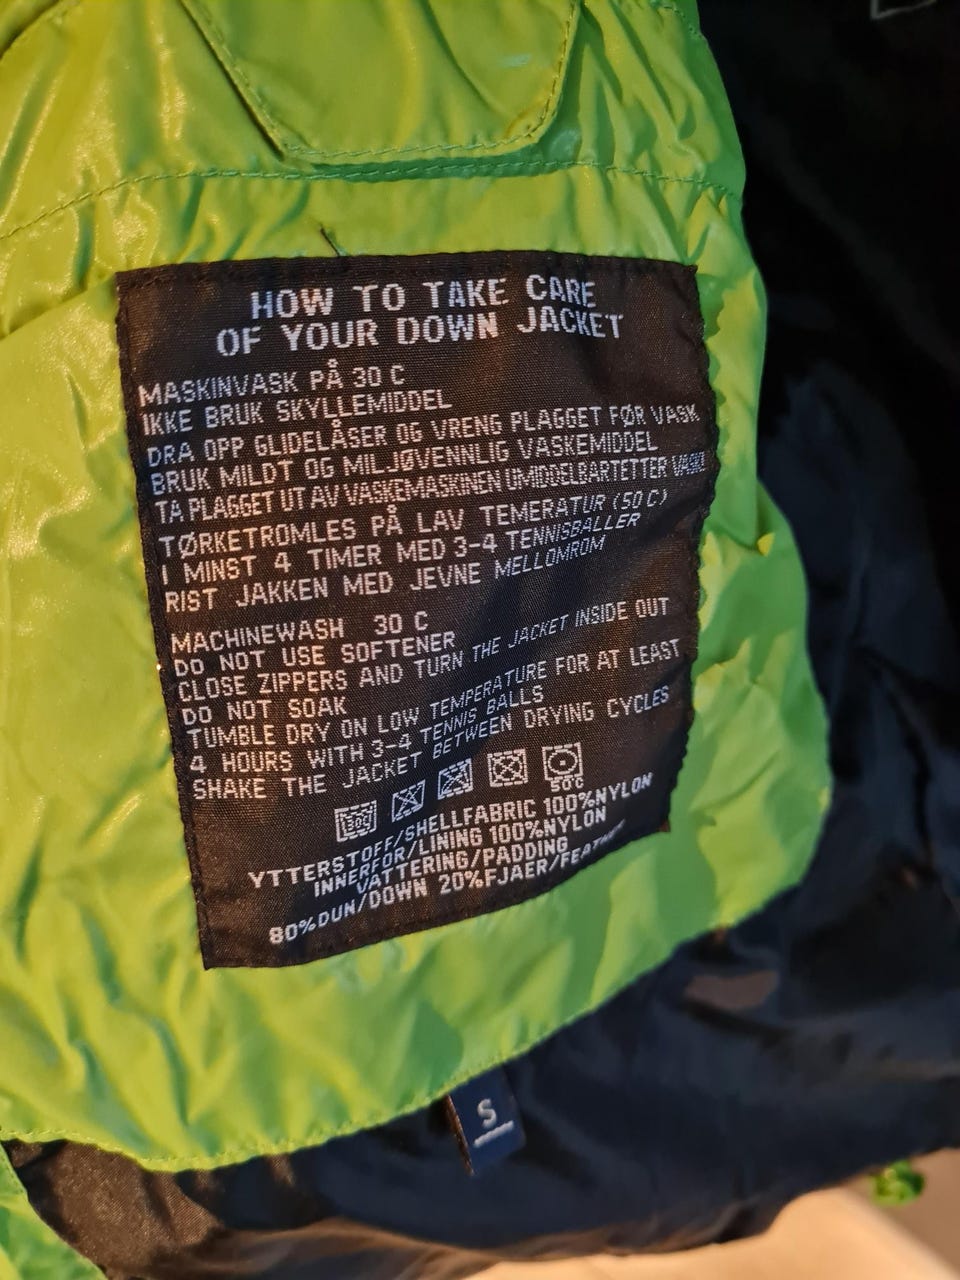 HOW TO TAKE CARE
OF YOUR DOWN JACKET
MASKINVASK PÅ 30 C
IKKE BRUK SKYLLEMIDDEL
DRA OPP GLIDELÅSER OG VRENG PLAGGET FØR VASK
BRUK MILDT OG MILJØVENNLIG VASKEMIDDEL
TA PLAGGET UT AV VASKEMASKINEN UMIDDELBART ETTER VASK
TØRKETROMLES PÅ LAV TEMERATUR (50 C)
I MINST 4 TIMER MED 3-4 TENNISBALLER
RIST JAKKEN MED JEVNE MELLOMROM
MACHINEWASH 30 C
DO NOT USE SOFTENER
CLOSE ZIPPERS AND TURN THE JACKET INSIDE OUT
DO NOT SOAK
TUMBLE DRY ON LOW TEMPERATURE FOR AT LEAST
4 HOURS WITH 3-4 TENNIS BALLS
SHAKE THE JACKET BETWEEN DRYING CYCLES
30C
50C
YTTERSTOFF/SHELLFABRIC 100%NYLON
INNERFOR/LINING 100%NYLON
VATTERING/PADDING
80%DUN/DOWN 20%FJAER/FEATHER
S